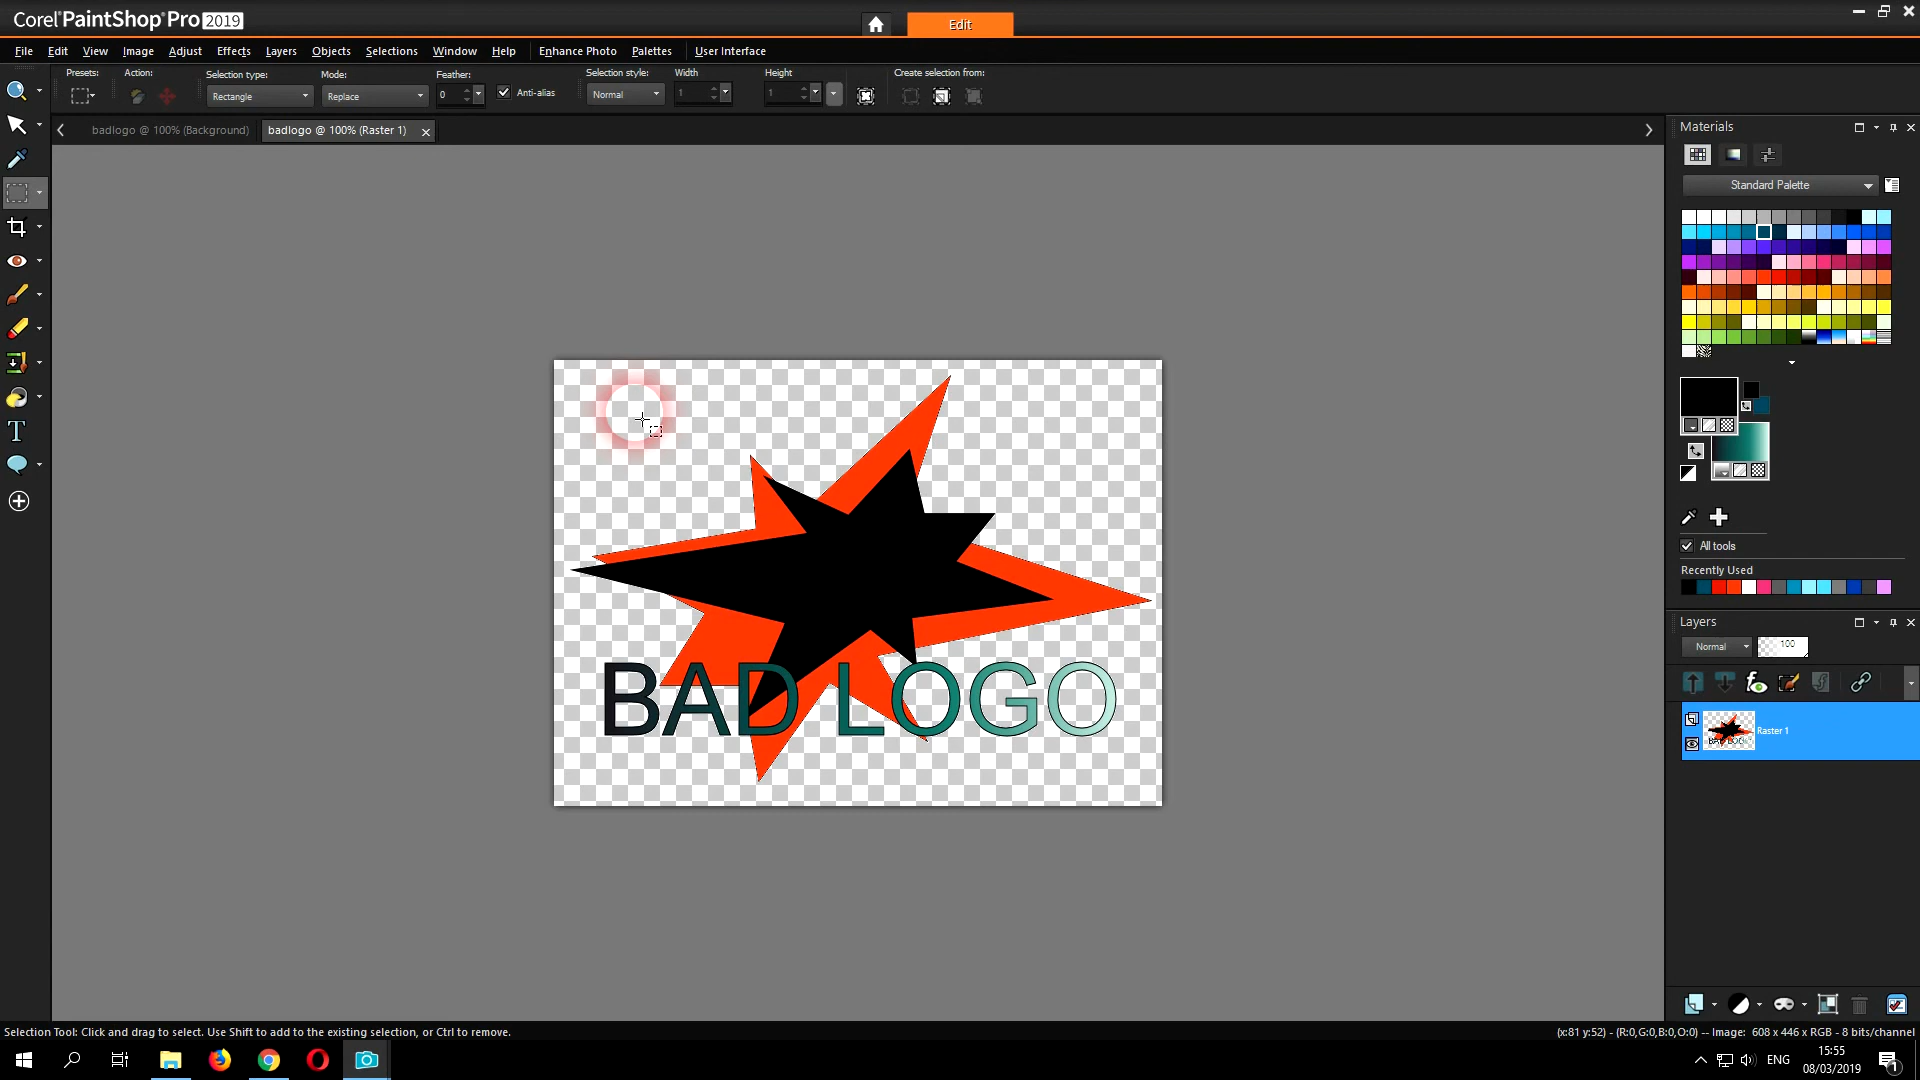 Corel PaintShop Pro 2019
Edit
File Edit View Image Adjust Effects Layers Objects Selections Window Help Enhance Photo Palettes User Interface
Presets: Action: Selection type: Mode: Feather: Selection style: Width Height Create selection from:
Rectangle Replace 0 Anti-alias Normal 1 1
badlogo @ 100% (Background) badlogo @ 100% (Raster 1)
Materials
Standard Palette
All tools
Recently Used
Layers
Normal 100
Raster 1
BAD LOGO
Selection Tool: Click and drag to select. Use Shift to add to the existing selection, or Ctrl to remove.
(x:81 y:52) - (R:0,G:0,B:0,O:0) -- Image: 608 x 446 x RGB - 8 bits/channel
ENG
15:55
08/03/2019
1